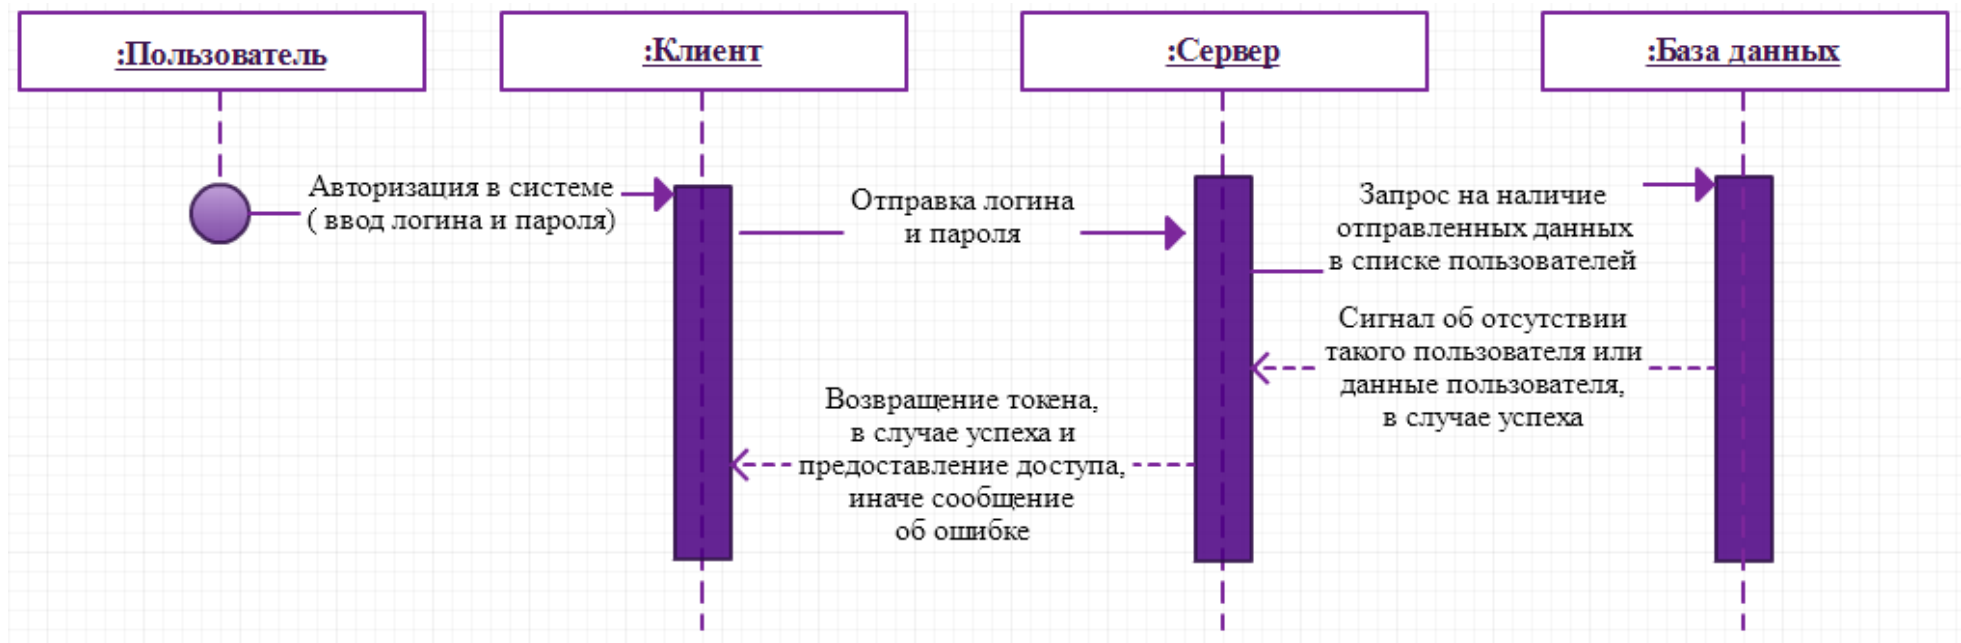 :Пользователь
:Клиент
:Сервер
:База данных
Авторизация в системе
( ввод логина и пароля)
Отправка логина
и пароля
Запрос на наличие
отправленных данных
в списке пользователей
Сигнал об отсутствии
такого пользователя или
данные пользователя,
в случае успеха
Возвращение токена,
в случае успеха и
предоставление доступа,
иначе сообщение
об ошибке